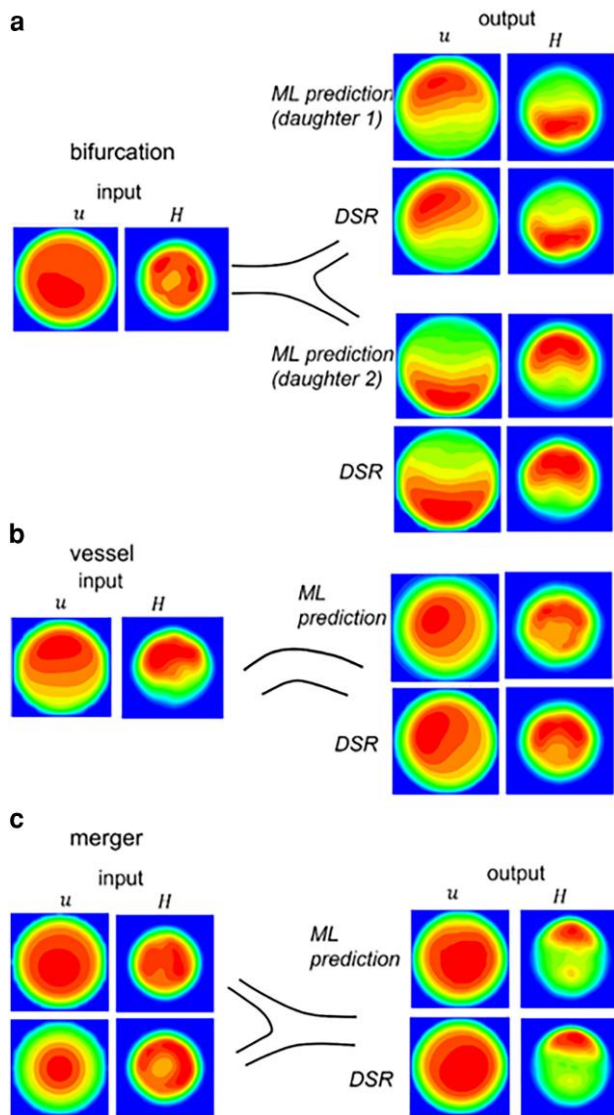 a
output
u H
ML prediction
(daughter 1)
bifurcation
input
u H
DSR
ML prediction
(daughter 2)
DSR
b
vessel
input
u H
ML
prediction
DSR
c
merger
input
output
u H
u H
ML
prediction
DSR